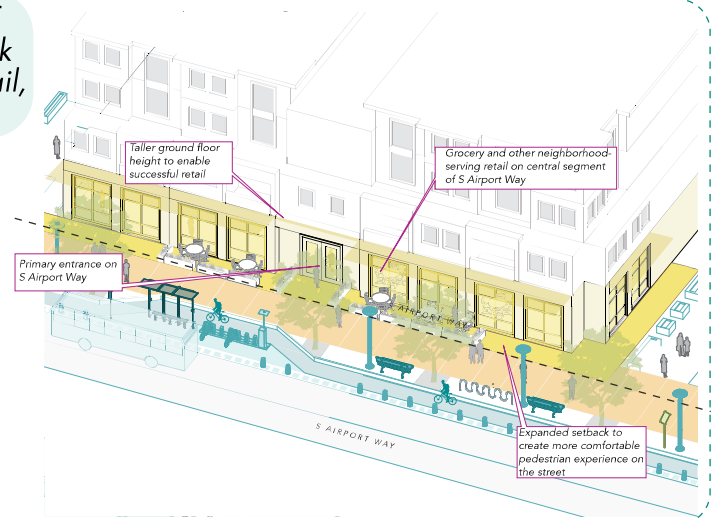 k
ail,
Taller ground floor
height to enable
successful retail
Grocery and other neighborhood-
serving retail on central segment
of S Airport Way
Primary entrance on
S Airport Way
AIRPORT WAY
S AIRPORT WAY
Expanded setback to
create more comfortable
pedestrian experience on
the street